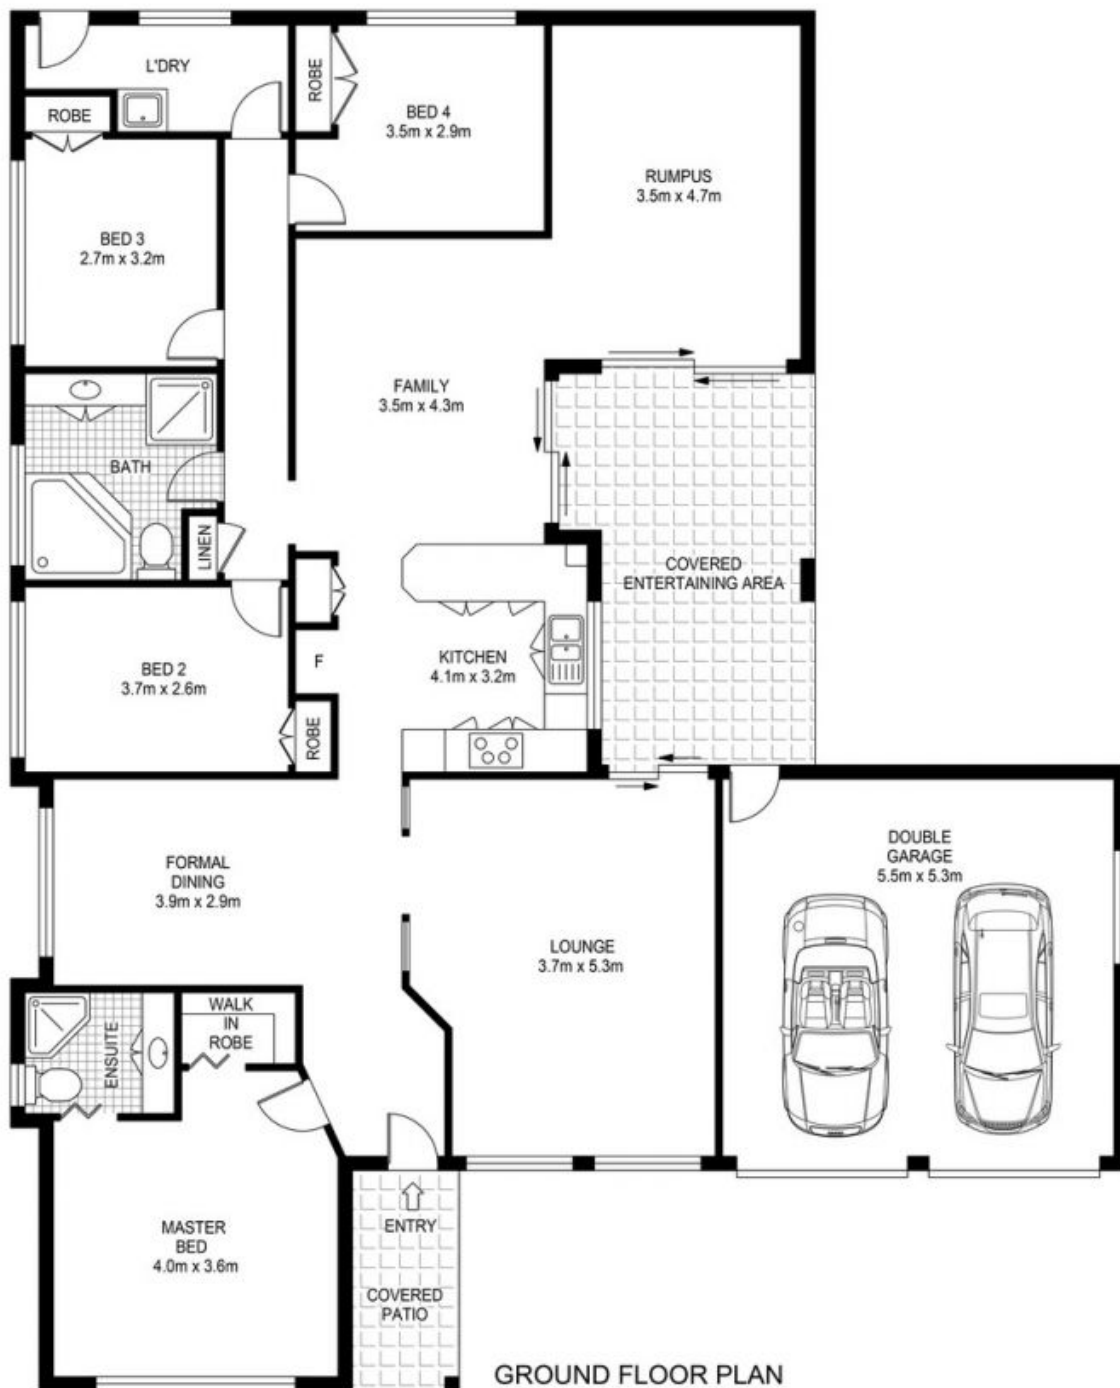 L'DRY
ROBE
ROBE
BED 4
3.5m x 2.9m
RUMPUS
3.5m x 4.7m
BED 3
2.7m x 3.2m
FAMILY
3.5m x 4.3m
BATH
LINEN
COVERED
ENTERTAINING AREA
BED 2
3.7m x 2.6m
F
KITCHEN
4.1m x 3.2m
ROBE
FORMAL
DINING
3.9m x 2.9m
LOUNGE
3.7m x 5.3m
DOUBLE
GARAGE
5.5m x 5.3m
ENSUITE
WALK
IN
ROBE
MASTER
BED
4.0m x 3.6m
ENTRY
COVERED
PATIO
GROUND FLOOR PLAN